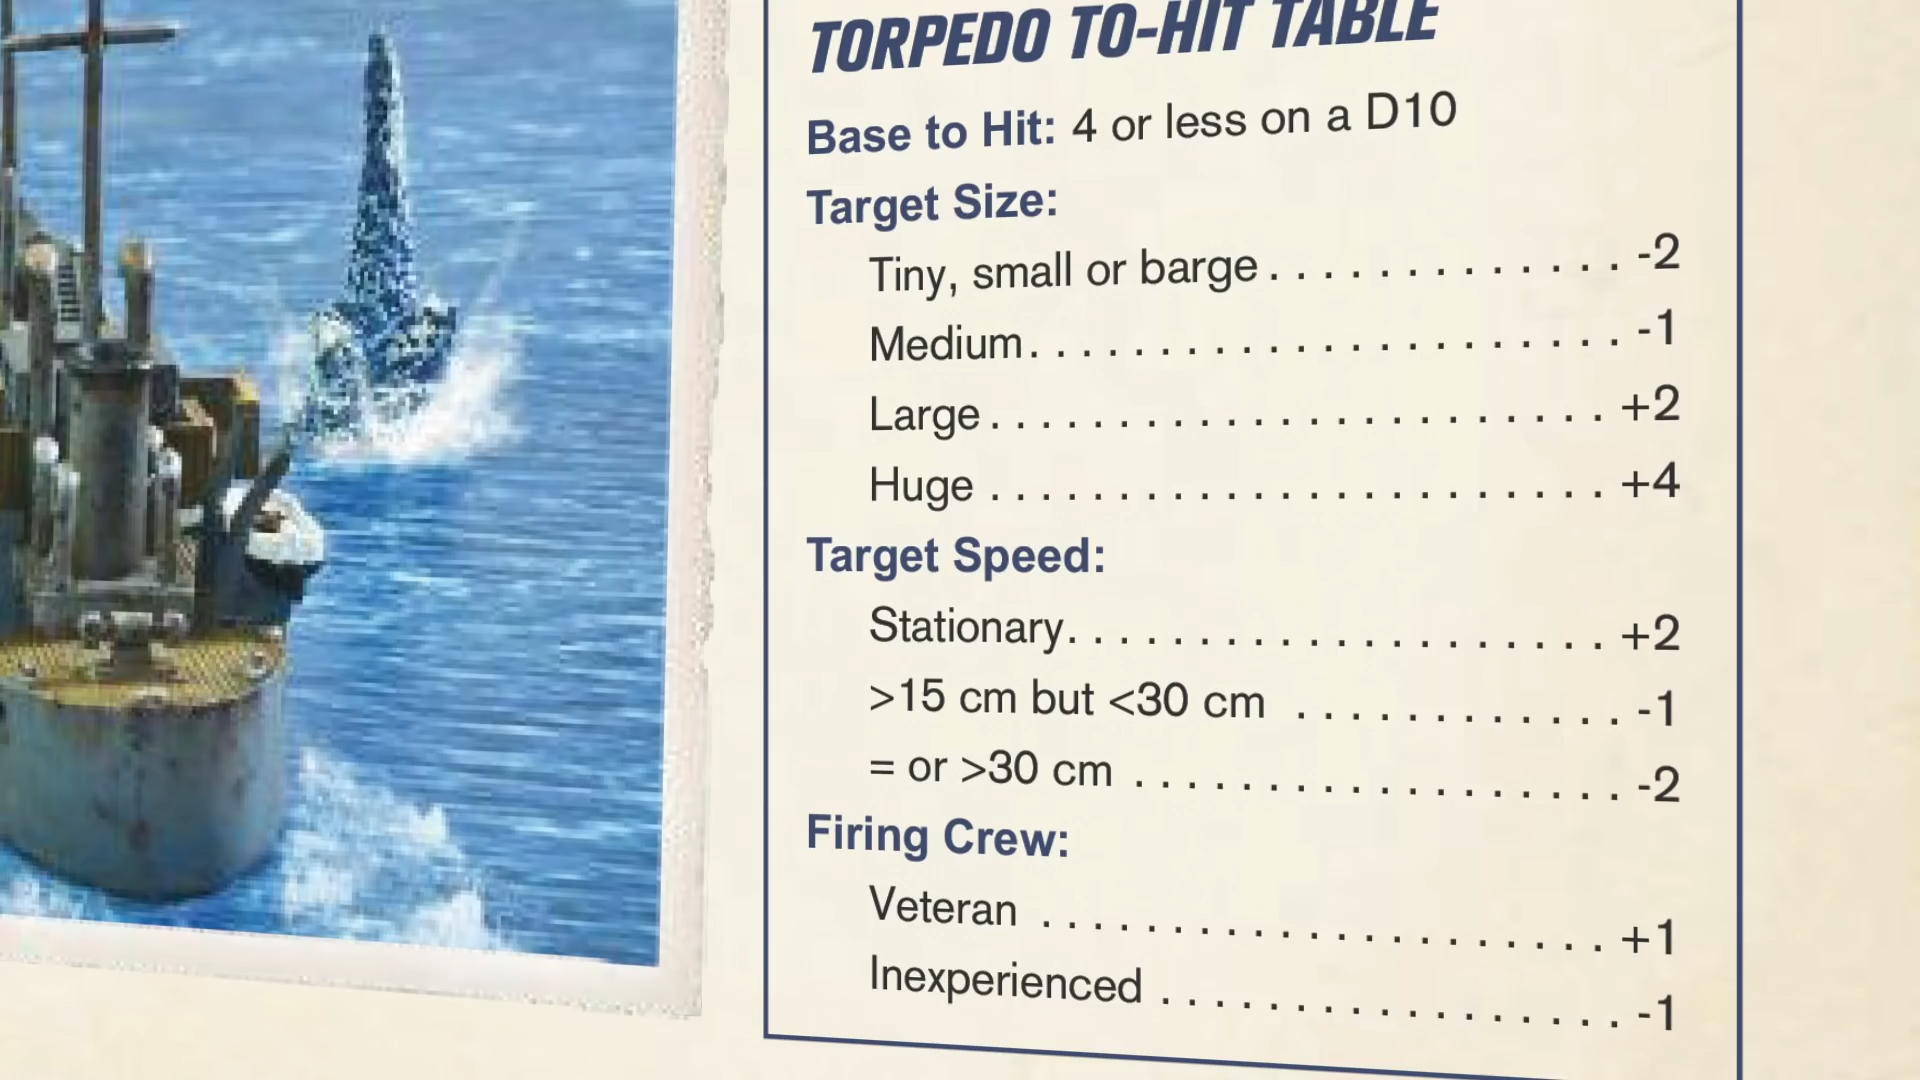 TORPEDO TO-HIT TABLE
Base to Hit: 4 or less on a D10
Target Size:
Tiny, small or barge . . . . . . . . . . . . . -2
Medium . . . . . . . . . . . . . . . . . . . . . . -1
Large . . . . . . . . . . . . . . . . . . . . . . . +2
Huge . . . . . . . . . . . . . . . . . . . . . . . +4
Target Speed:
Stationary . . . . . . . . . . . . . . . . . . . . +2
>15 cm but <30 cm . . . . . . . . . . . . -1
= or >30 cm . . . . . . . . . . . . . . . . . -2
Firing Crew:
Veteran . . . . . . . . . . . . . . . . . . . . . +1
Inexperienced . . . . . . . . . . . . . . . . -1